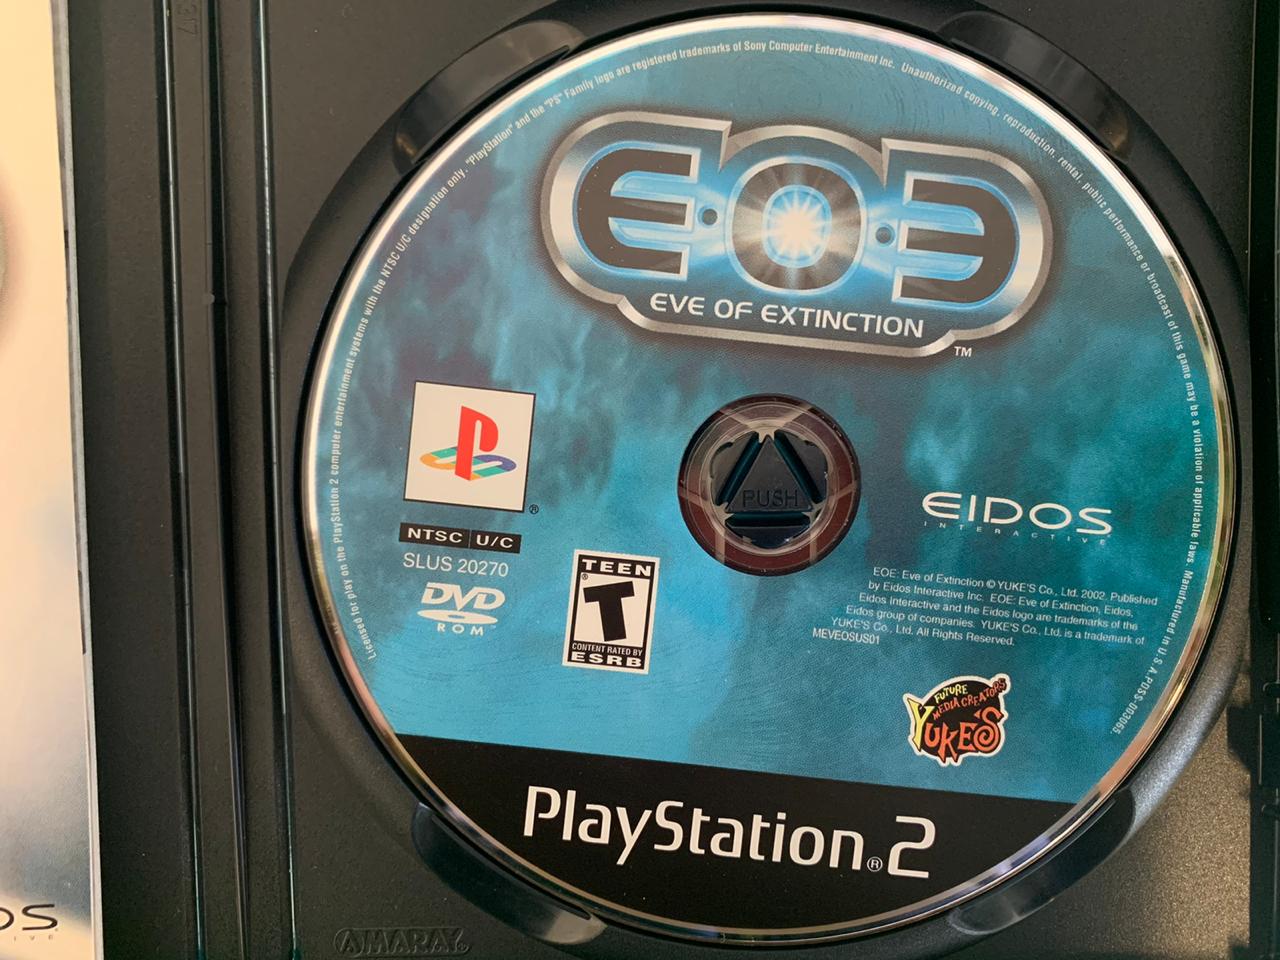 Licensed for play on the PlayStation 2 computer entertainment systems with the NTSC U/C designation only. "PlayStation" and the "PS" Family logo are registered trademarks of Sony Computer Entertainment Inc. Unauthorized copying, reproduction, rental, public performance or broadcast of this game may be a violation of applicable laws. Manufactured in U.S.A. PDSS-003065
E·O·E
EVE OF EXTINCTION
TM
PUSH
EIDOS
INTERACTIVE
®
NTSC U/C
SLUS 20270
DVD
ROM TM
TEEN
®
T
CONTENT RATED BY
ESRB
EOE: Eve of Extinction © YUKE'S Co., Ltd. 2002. Published
by Eidos Interactive Inc. EOE: Eve of Extinction, Eidos,
Eidos Interactive and the Eidos logo are trademarks of the
Eidos group of companies. YUKE'S Co., Ltd. is a trademark of
YUKE'S Co., Ltd. All Rights Reserved.
MEVEOSUS01
FUTURE
MEDIA CREATORS
YUKE'S
PlayStation®2
AMARAY
OS
IVE